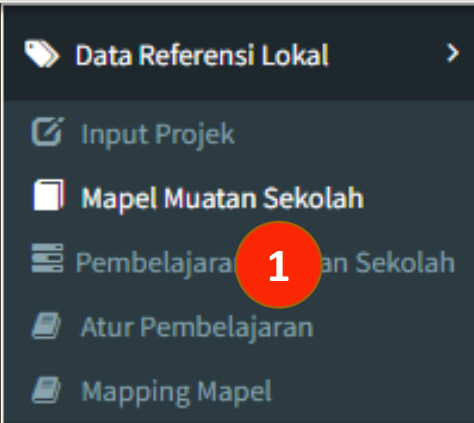 Data Referensi Lokal
Input Projek
Mapel Muatan Sekolah
Pembelajara 1 an Sekolah
Atur Pembelajaran
Mapping Mapel